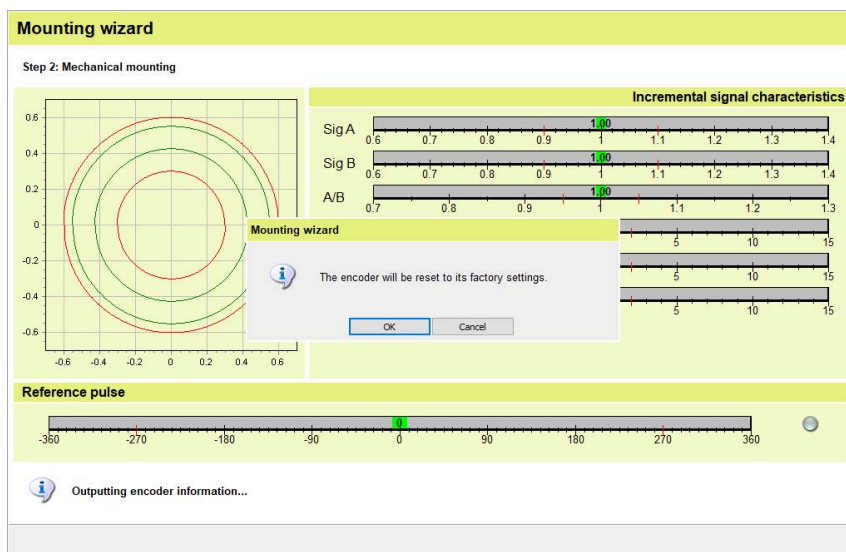 Mounting wizard
Step 2: Mechanical mounting
Incremental signal characteristics
0.6
0.4
0.2
0
-0.2
-0.4
-0.6
-0.6 -0.4 -0.2 0 0.2 0.4 0.6
Sig A
1.00
0.6 0.7 0.8 0.9 1 1.1 1.2 1.3 1.4
Sig B
1.00
0.6 0.7 0.8 0.9 1 1.1 1.2 1.3 1.4
A/B
1.00
0.7 0.8 0.9 1 1.1 1.2 1.3
5 10 15
5 10 15
5 10 15
Mounting wizard
The encoder will be reset to its factory settings.
OK Cancel
Reference pulse
0
-360 -270 -180 -90 0 90 180 270 360
Outputting encoder information...